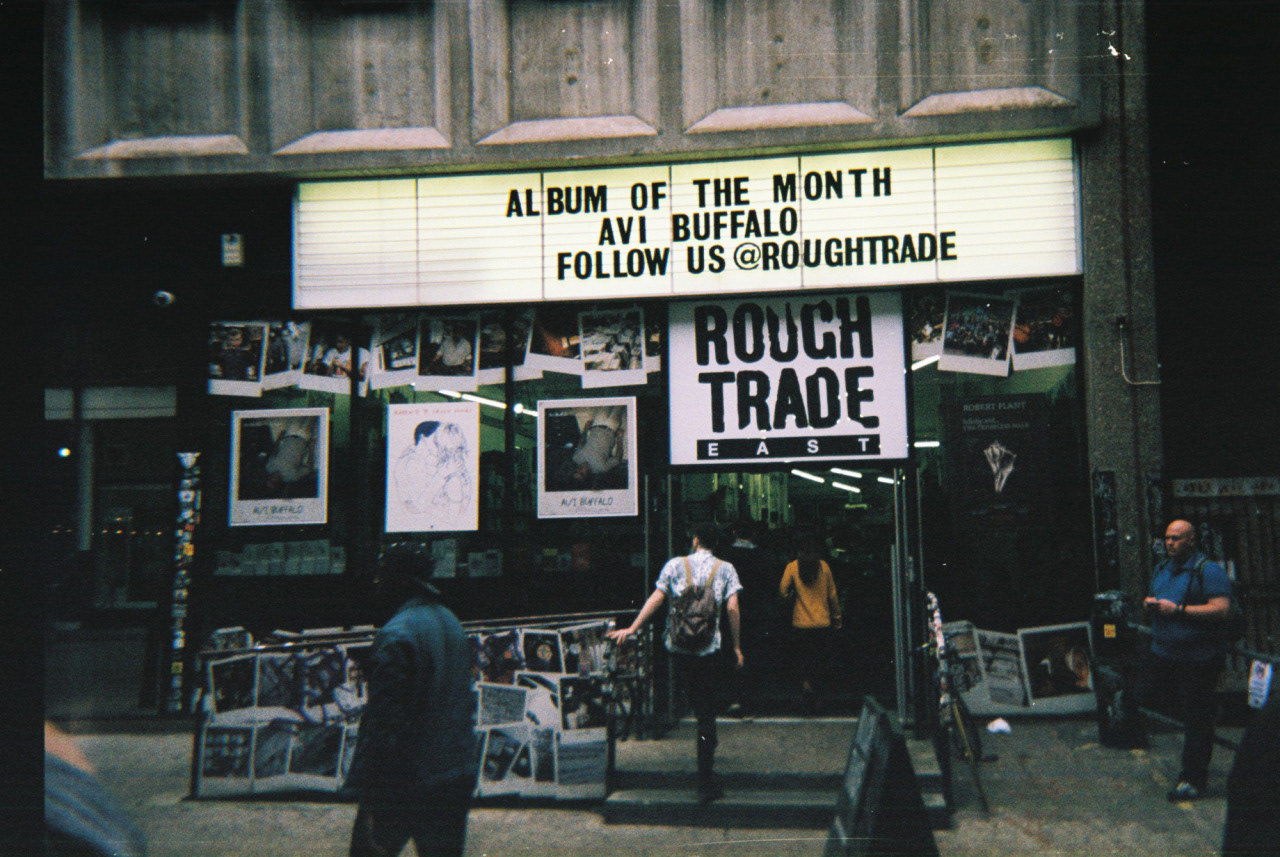 ALBUM OF THE MONTH
AVI BUFFALO
FOLLOW US @ROUGHTRADE
ROUGH
TRADE
EAST
ROBERT PLANT
AVI BUFFALO
AVI BUFFALO